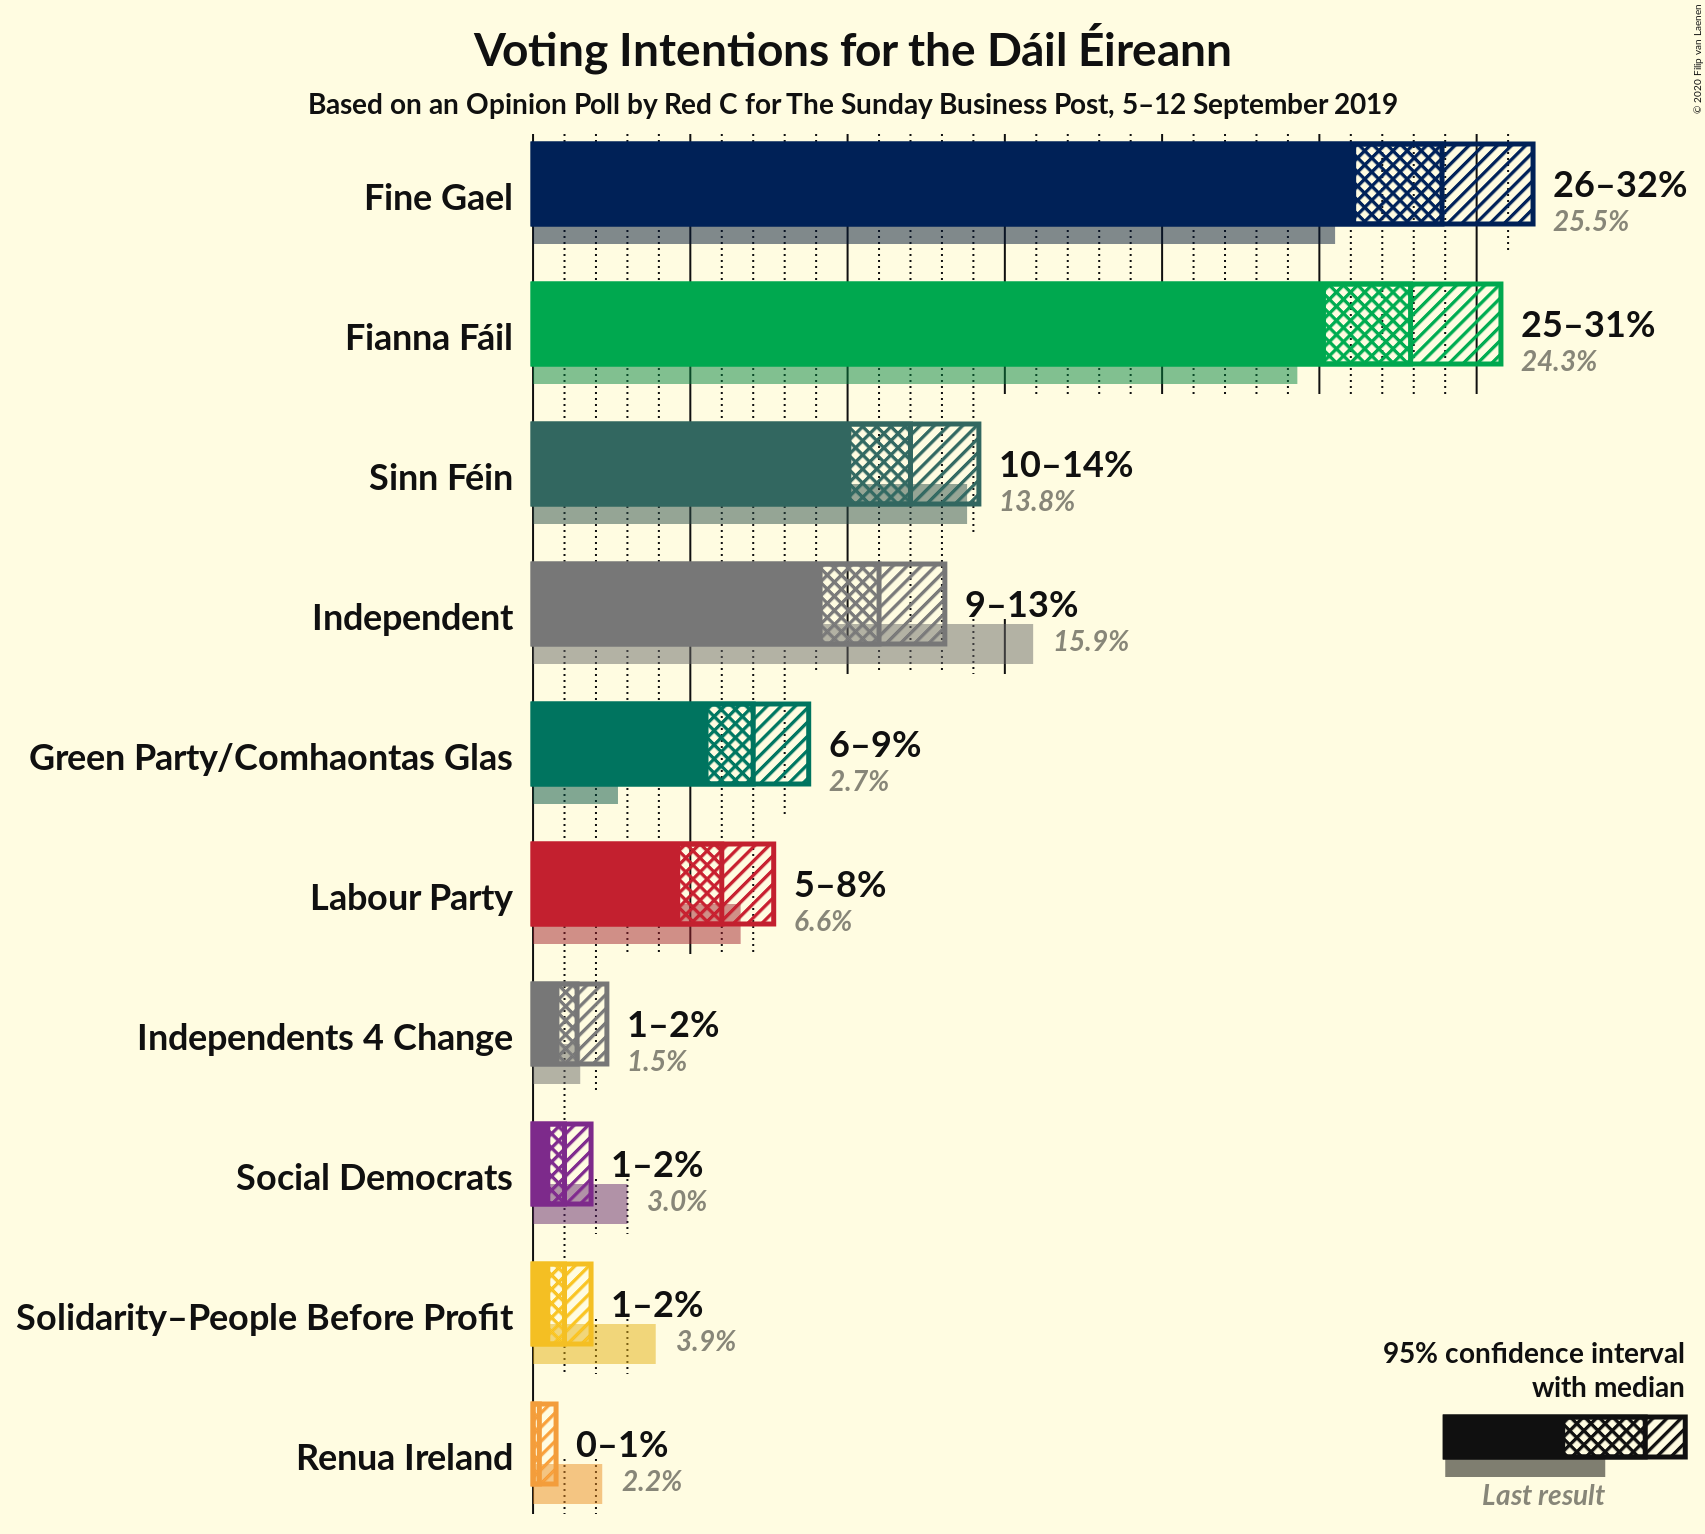 Voting Intentions for the Dáil Éireann
Based on an Opinion Poll by Red C for The Sunday Business Post, 5–12 September 2019
© 2020 Filip van Laenen
Fine Gael
26–32%
25.5%
Fianna Fáil
25–31%
24.3%
Sinn Féin
10–14%
13.8%
Independent
9–13%
15.9%
Green Party/Comhaontas Glas
6–9%
2.7%
Labour Party
5–8%
6.6%
Independents 4 Change
1–2%
1.5%
Social Democrats
1–2%
3.0%
Solidarity–People Before Profit
1–2%
3.9%
Renua Ireland
0–1%
2.2%
95% confidence interval
with median
Last result